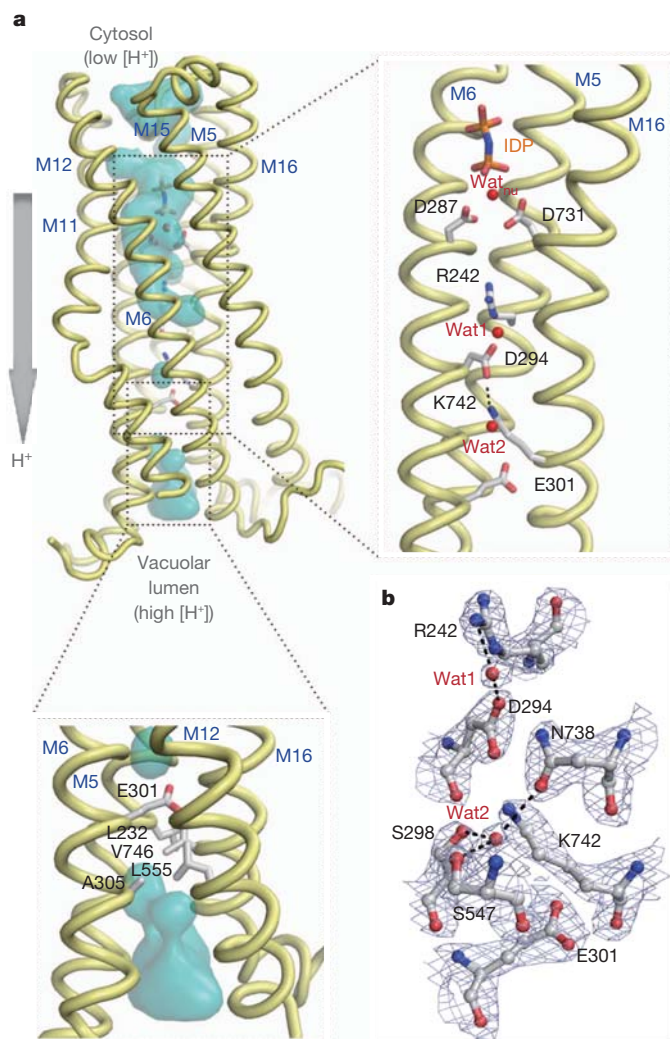 a
Cytosol
(low [H⁺])
M15
M5
M12
M16
M11
M6
H⁺
Vacuolar
lumen
(high [H⁺])
M6
M5
M16
IDP
Wat nu
D287
D731
R242
Wat1
D294
K742
Wat2
E301
M12
M6
M16
M5
E301
L232
V746
L555
A305
b
R242
Wat1
D294
N738
Wat2
S298
K742
S547
E301